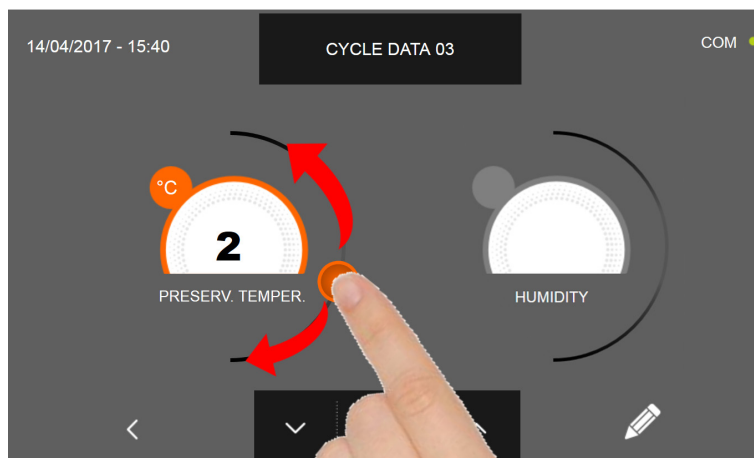 14/04/2017 - 15:40
CYCLE DATA 03
COM
°C
2
PRESERV. TEMPER.
HUMIDITY